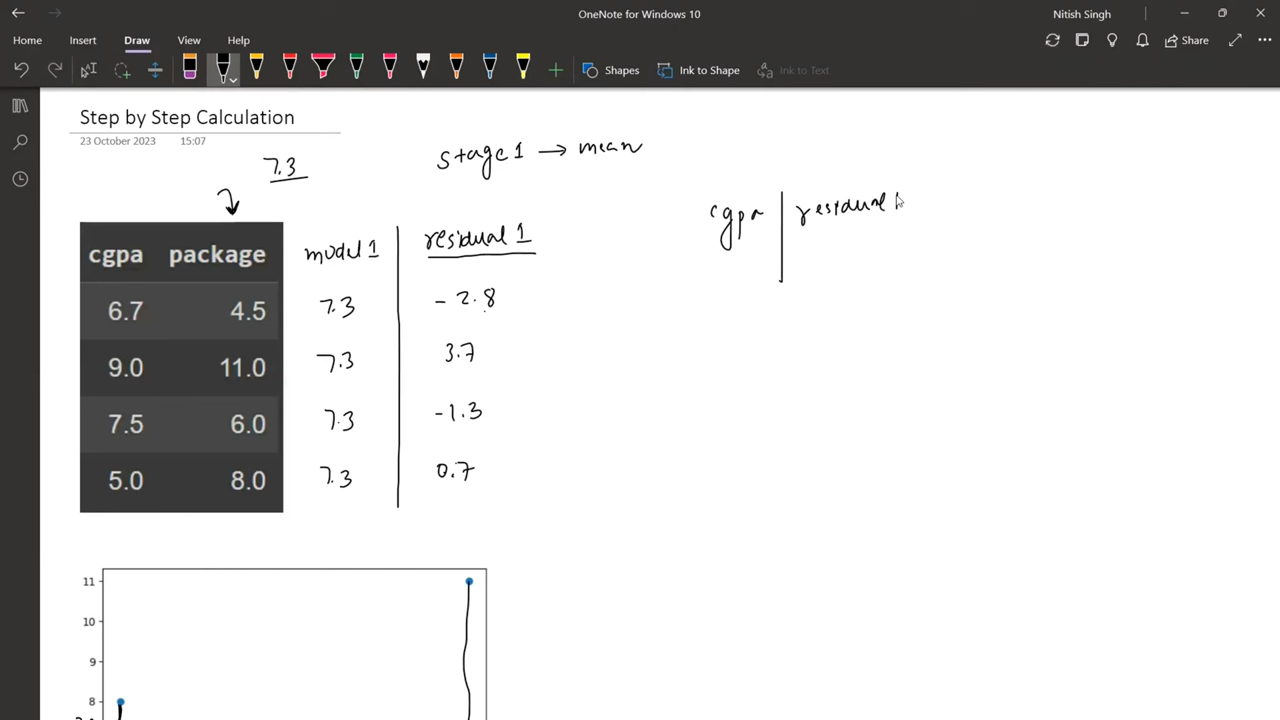 OneNote for Windows 10
Nitish Singh
Home Insert Draw View Help
Share
Shapes Ink to Shape Ink to Text
Step by Step Calculation
23 October 2023 15:07
7.3
stage 1 → mean
cgpa package model 1 residual 1
6.7 4.5 7.3 -2.8
9.0 11.0 7.3 3.7
7.5 6.0 7.3 -1.3
5.0 8.0 7.3 0.7
cgpa residual
11
10
9
8